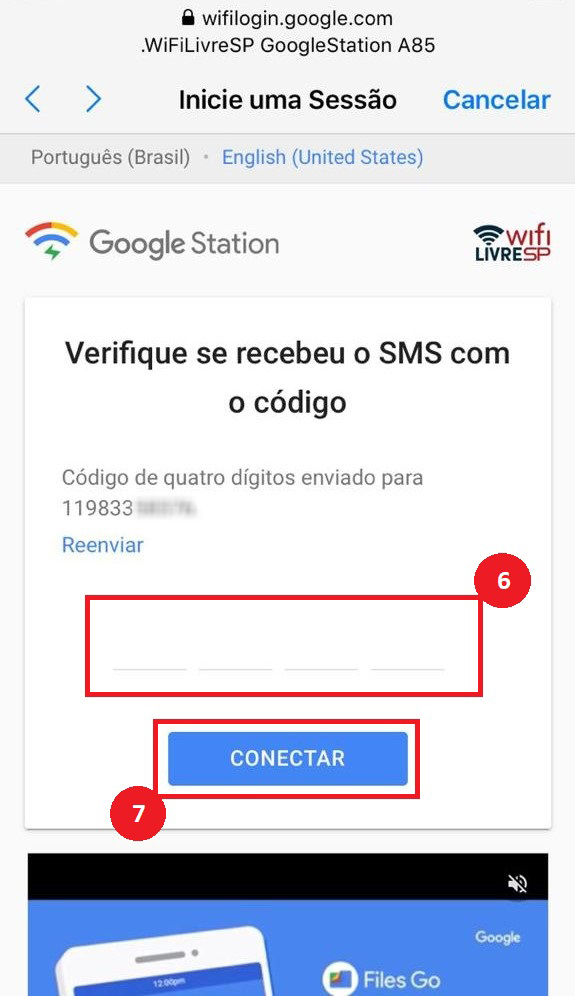 wifilogin.google.com
.WiFiLivreSP GoogleStation A85
Inicie uma Sessão Cancelar
Português (Brasil) • English (United States)
Google Station
wifi
LIVRESP
Verifique se recebeu o SMS com
o código
Código de quatro dígitos enviado para
119833
Reenviar
6
CONECTAR
7
Google
12:00pm
Files Go